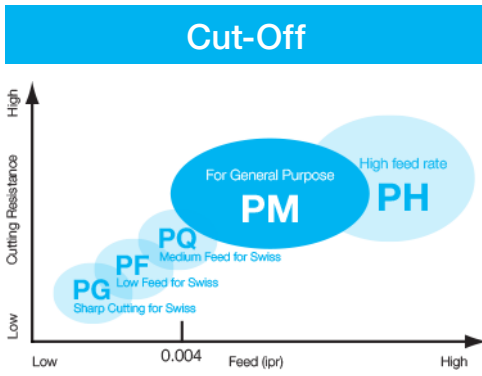 Cut-Off
High
Cutting Resistance
Low
For General Purpose
PM
High feed rate
PH
PQ
Medium Feed for Swiss
PF
Low Feed for Swiss
PG
Sharp Cutting for Swiss
Low
0.004
Feed (ipr)
High